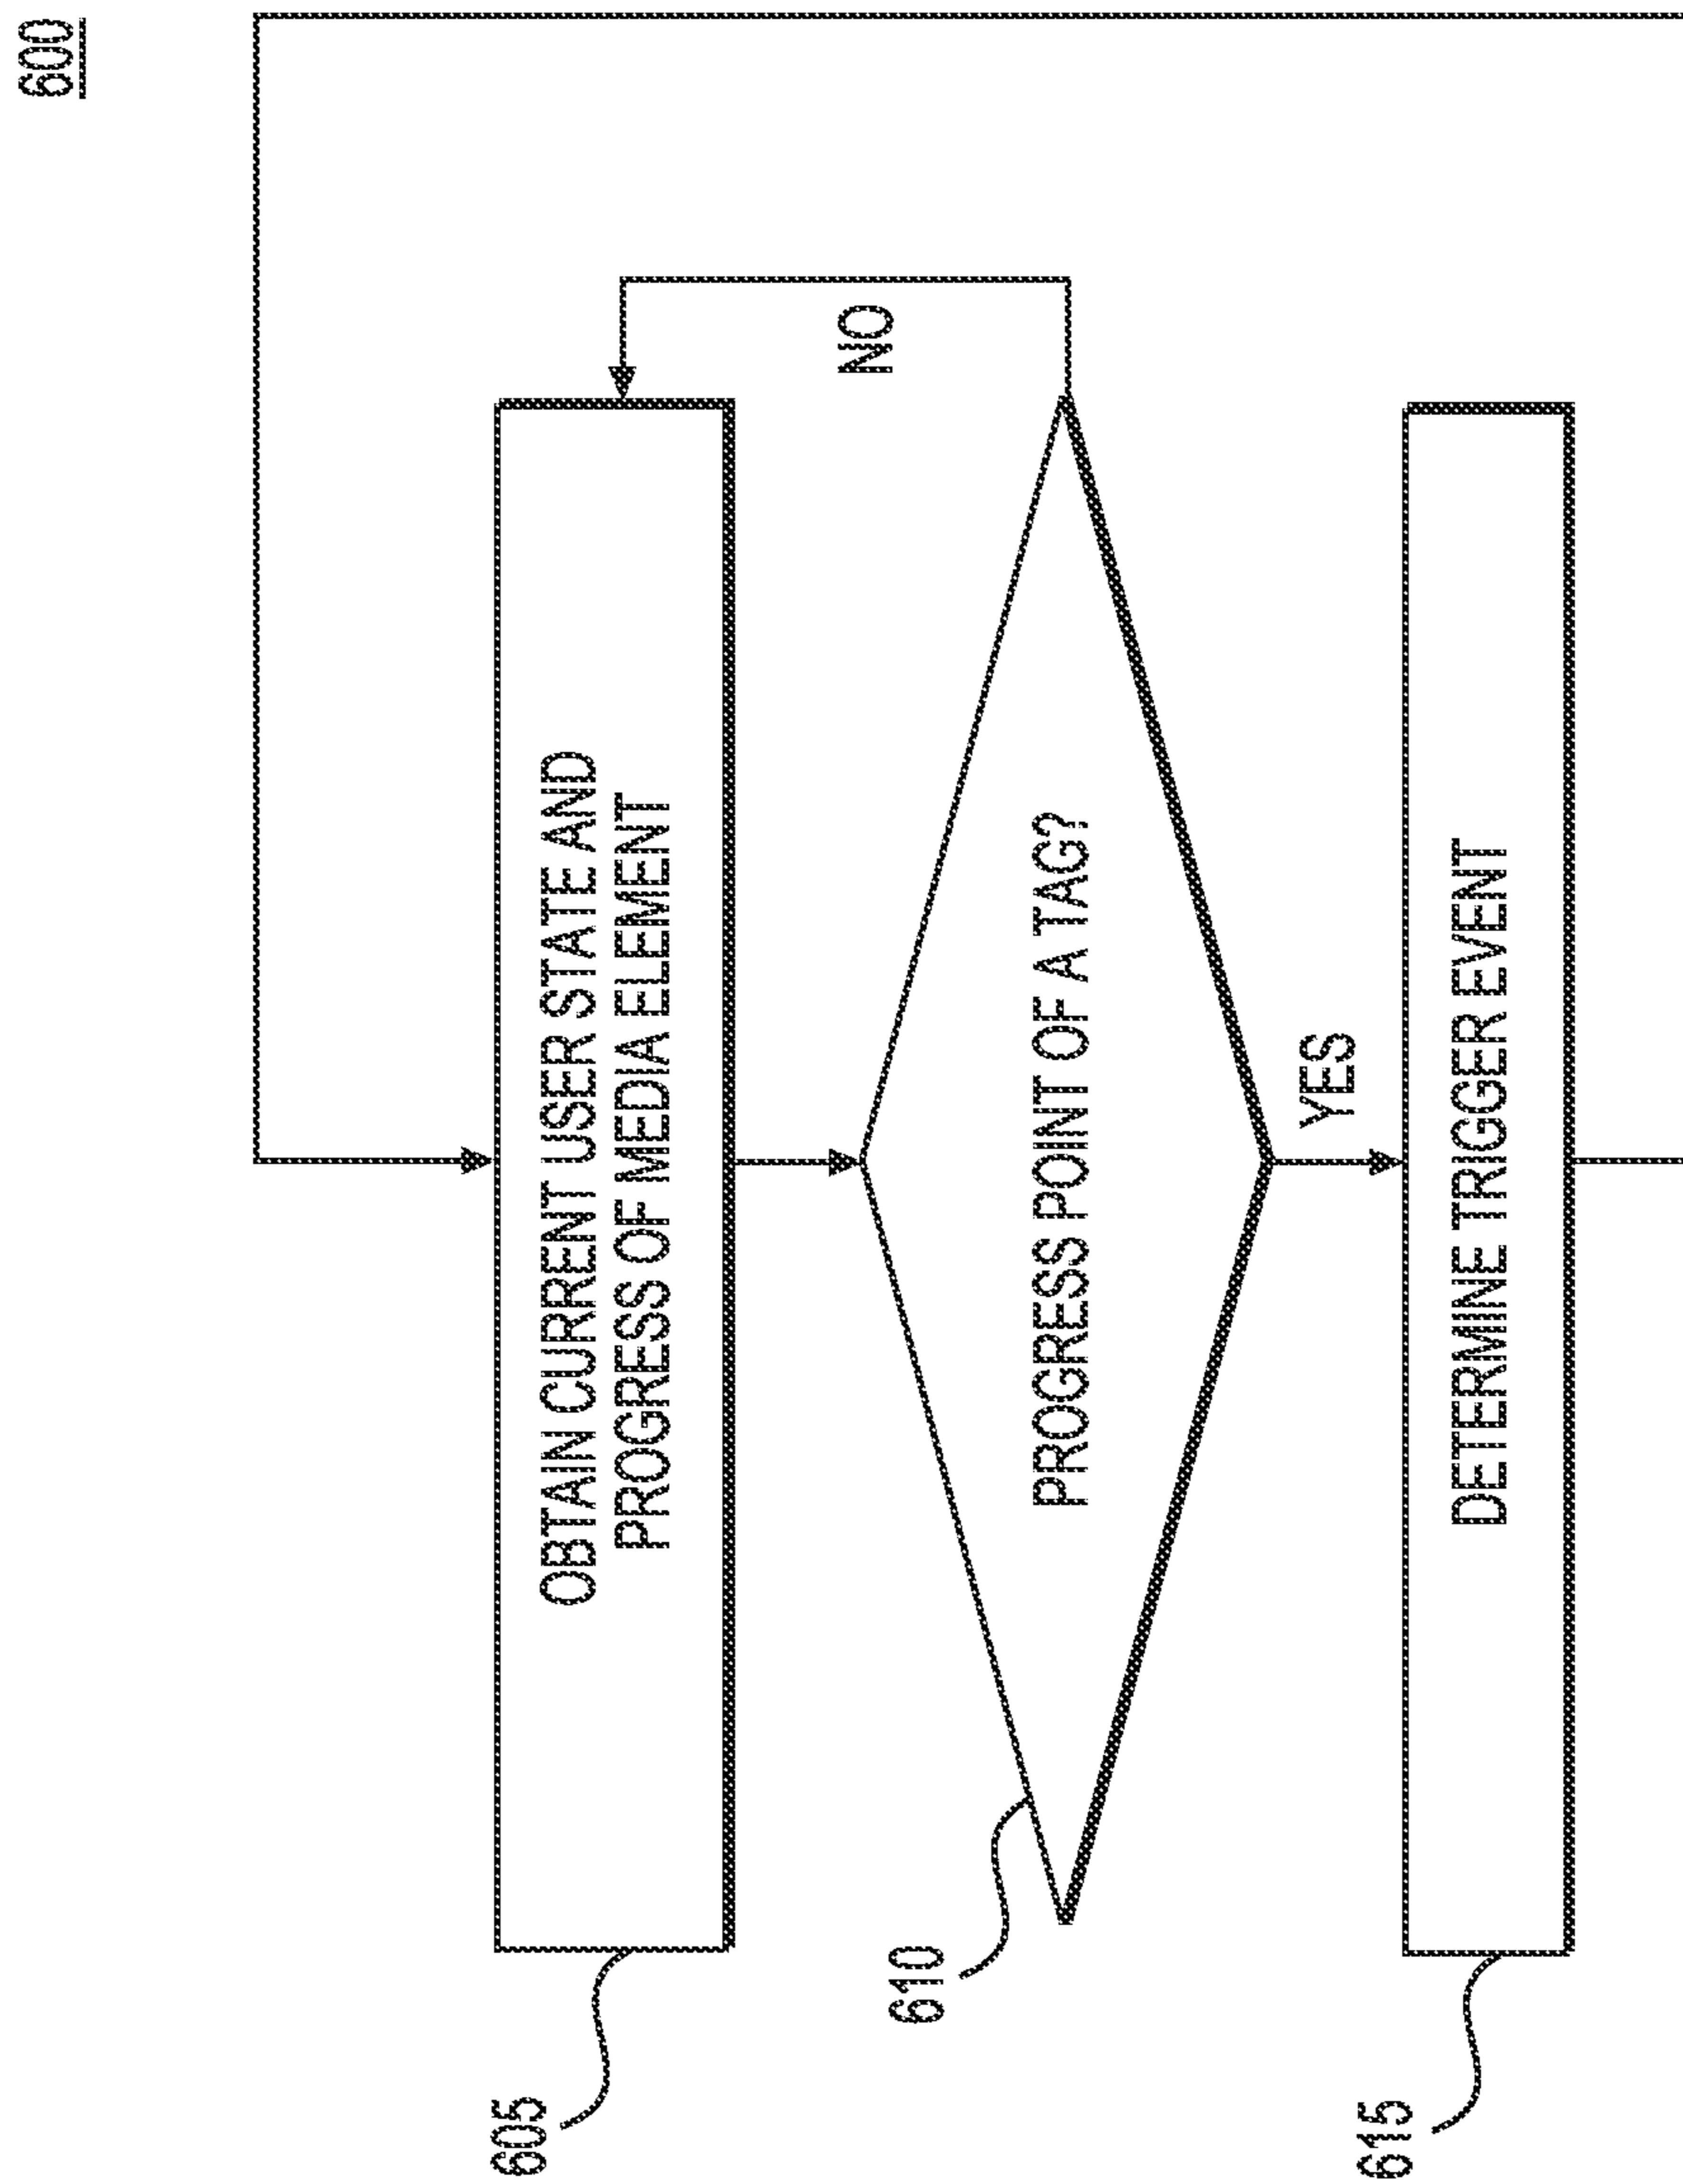 600
605
OBTAIN CURRENT USER STATE AND
PROGRESS OF MEDIA ELEMENT
NO
610
PROGRESS POINT OF A TAG?
YES
615
DETERMINE TRIGGER EVENT